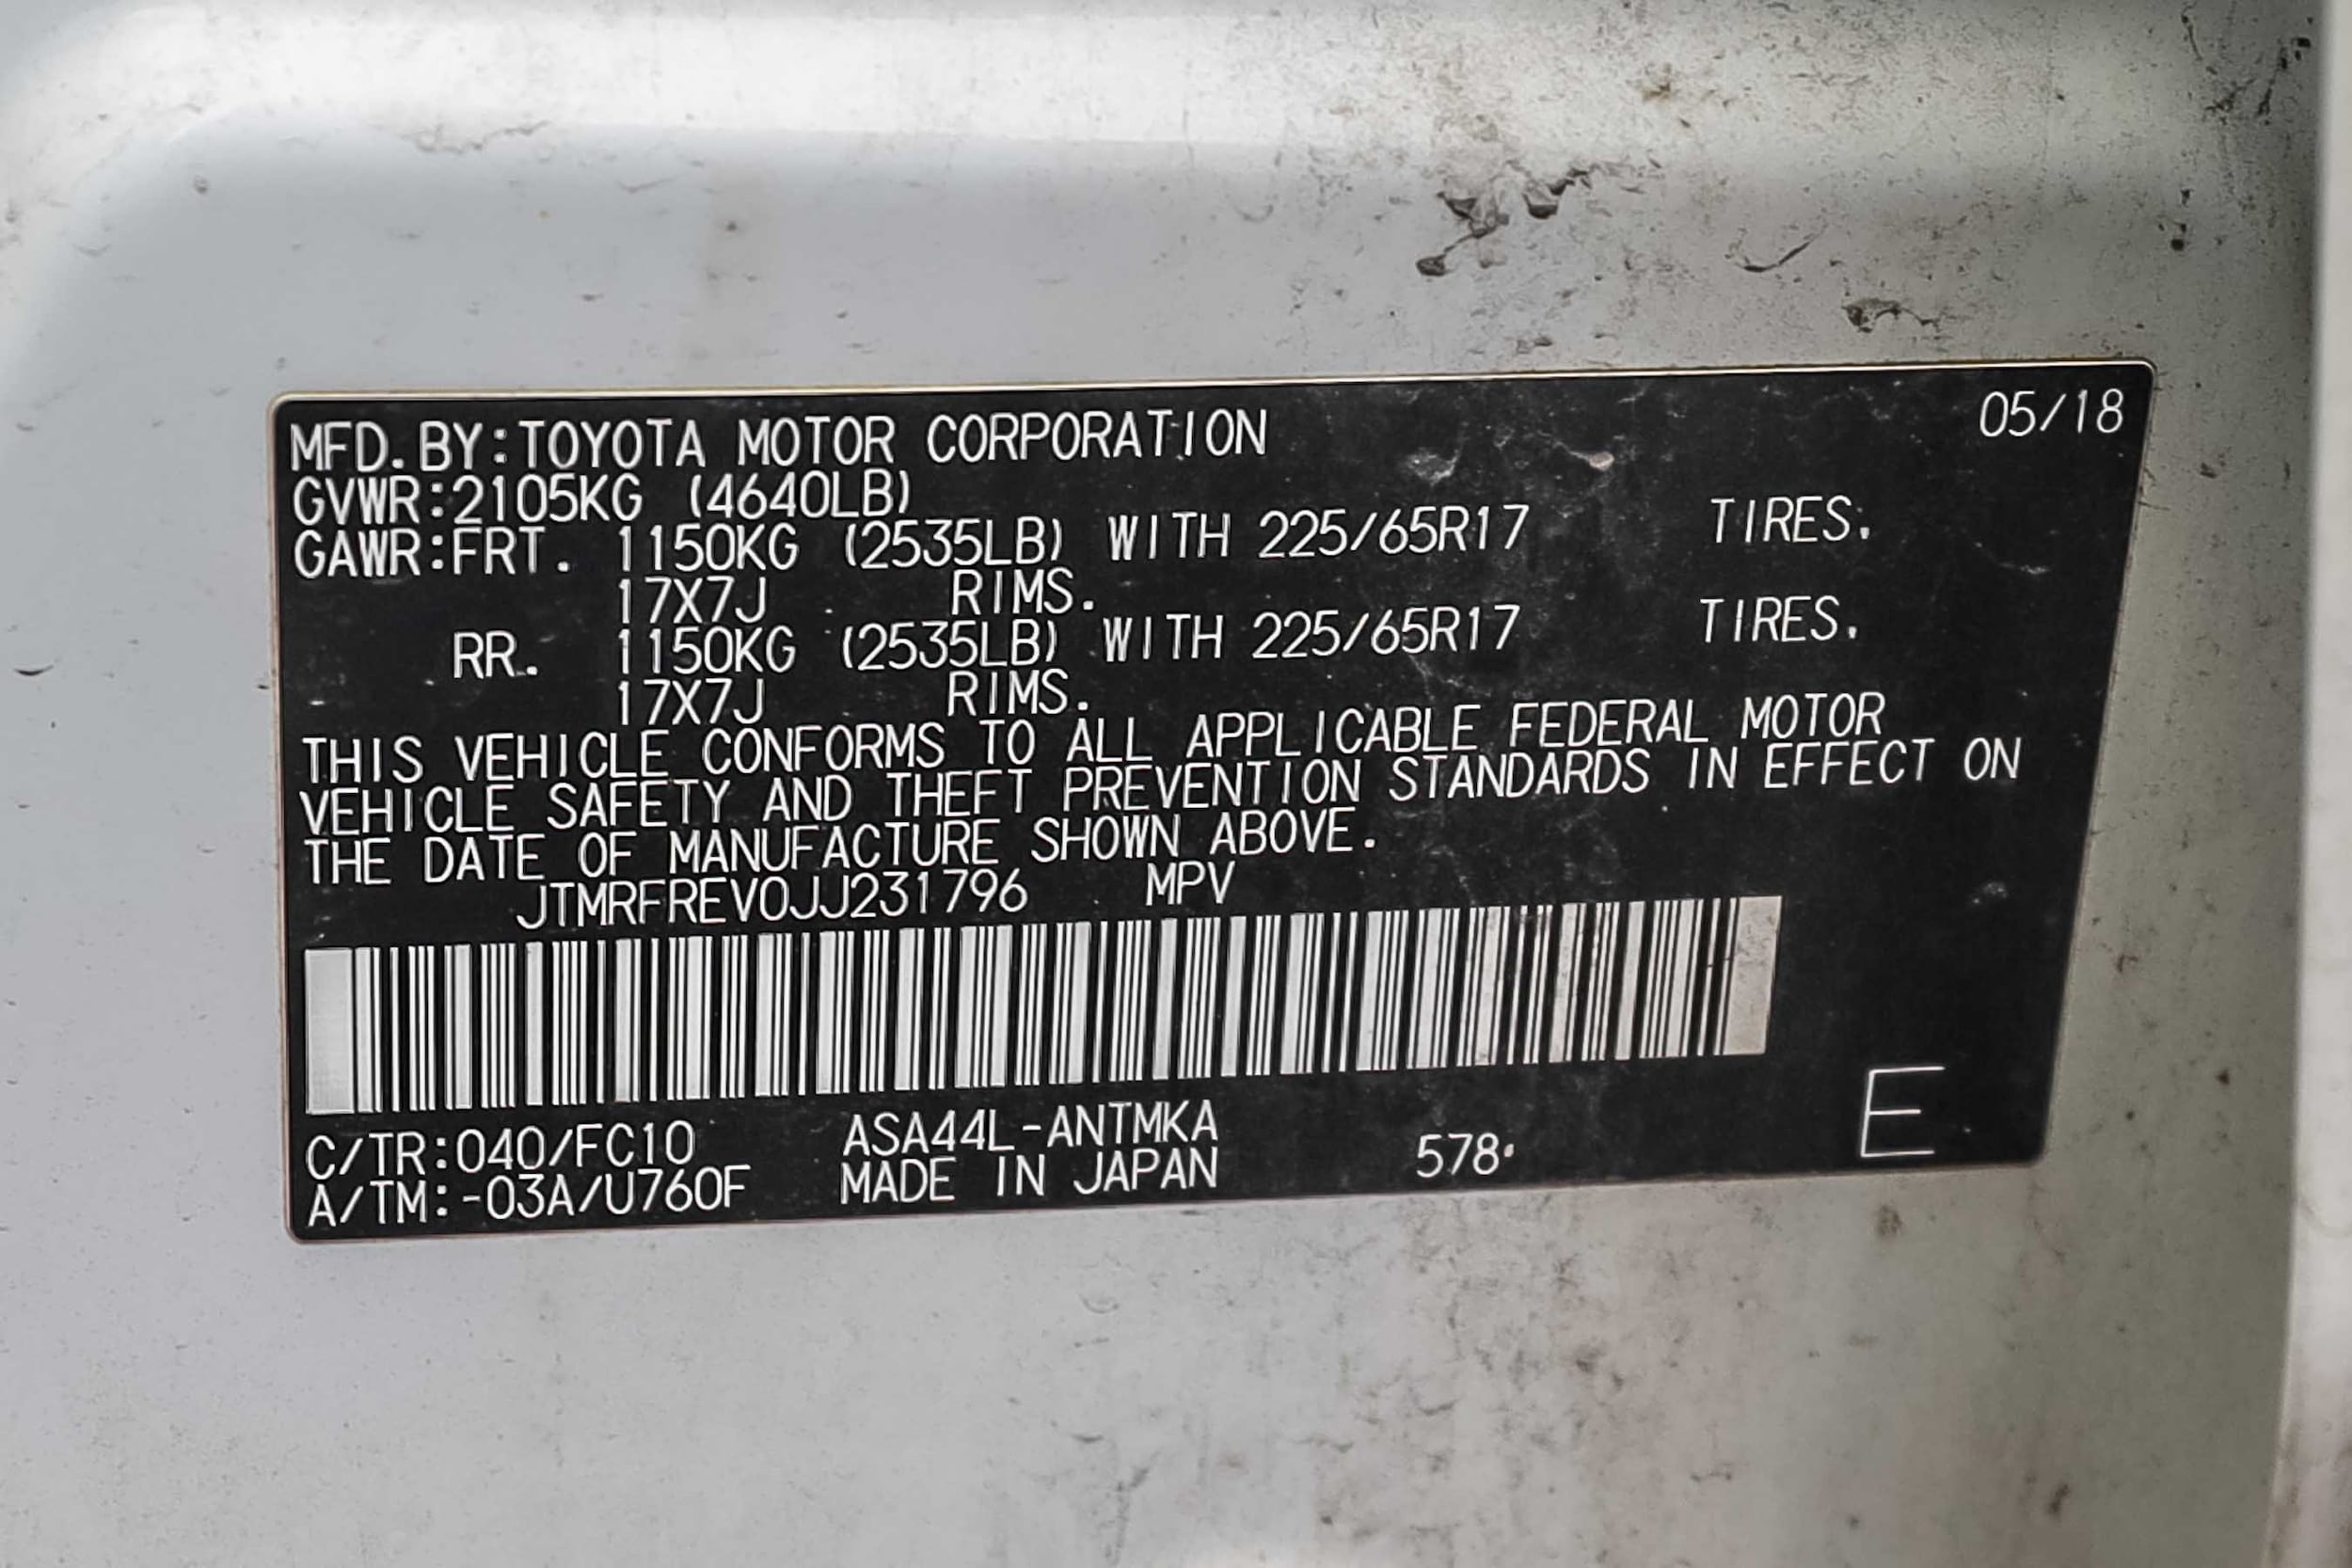 05/18
MFD.BY:TOYOTA MOTOR CORPORATION
GVWR:2105KG (4640LB)
GAWR:FRT. 1150KG (2535LB) WITH 225/65R17 TIRES.
17X7J RIMS.
RR. 1150KG (2535LB) WITH 225/65R17 TIRES.
17X7J RIMS.
THIS VEHICLE CONFORMS TO ALL APPLICABLE FEDERAL MOTOR
VEHICLE SAFETY AND THEFT PREVENTION STANDARDS IN EFFECT ON
THE DATE OF MANUFACTURE SHOWN ABOVE.
JTMRFREV0JJ231796 MPV
C/TR:040/FC10 ASA44L-ANTMKA
A/TM:-03A/U760F MADE IN JAPAN 578 E